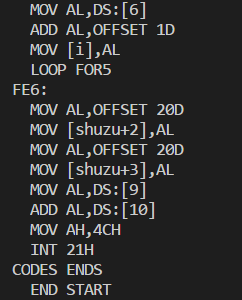 MOV AL,DS:[6]
ADD AL,OFFSET 1D
MOV [i],AL
LOOP FOR5
FE6:
MOV AL,OFFSET 20D
MOV [shuzu+2],AL
MOV AL,OFFSET 20D
MOV [shuzu+3],AL
MOV AL,DS:[9]
ADD AL,DS:[10]
MOV AH,4CH
INT 21H
CODES ENDS
END START